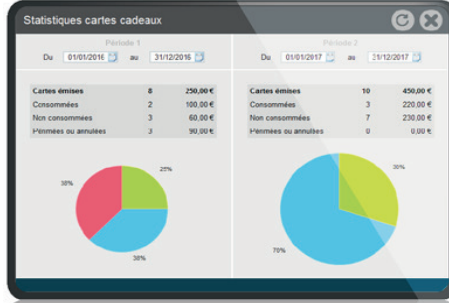 Statistiques cartes cadeaux
Période 1
Du 01/01/2016 au 31/12/2016
Cartes émises 8 250,00 €
Consommées 2 100,00 €
Non consommées 3 60,00 €
Périmées ou annulées 3 90,00 €
25%
38%
38%
Période 2
Du 01/01/2017 au 31/12/2017
Cartes émises 10 450,00 €
Consommées 3 220,00 €
Non consommées 7 230,00 €
Périmées ou annulées 0 0,00 €
30%
70%